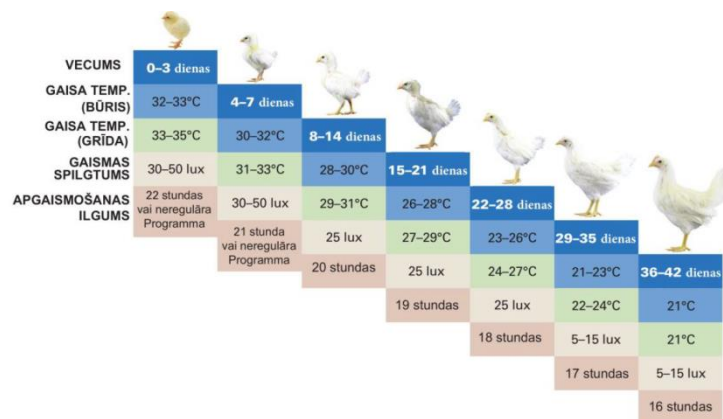 VECUMS
0–3 dienas
GAISA TEMP.
(BŪRIS)
32–33°C
4–7 dienas
GAISA TEMP.
(GRĪDA)
33–35°C
30–32°C
8–14 dienas
GAISMAS
SPILGTUMS
30–50 lux
31–33°C
28–30°C
15–21 dienas
APGAISMOŠANAS
ILGUMS
22 stundas
vai neregulāra
Programma
30–50 lux
29–31°C
26–28°C
22–28 dienas
21 stunda
vai neregulāra
Programma
25 lux
27–29°C
23–26°C
29–35 dienas
20 stundas
25 lux
24–27°C
21–23°C
36–42 dienas
19 stundas
25 lux
22–24°C
21°C
18 stundas
5–15 lux
21°C
17 stundas
5–15 lux
16 stundas